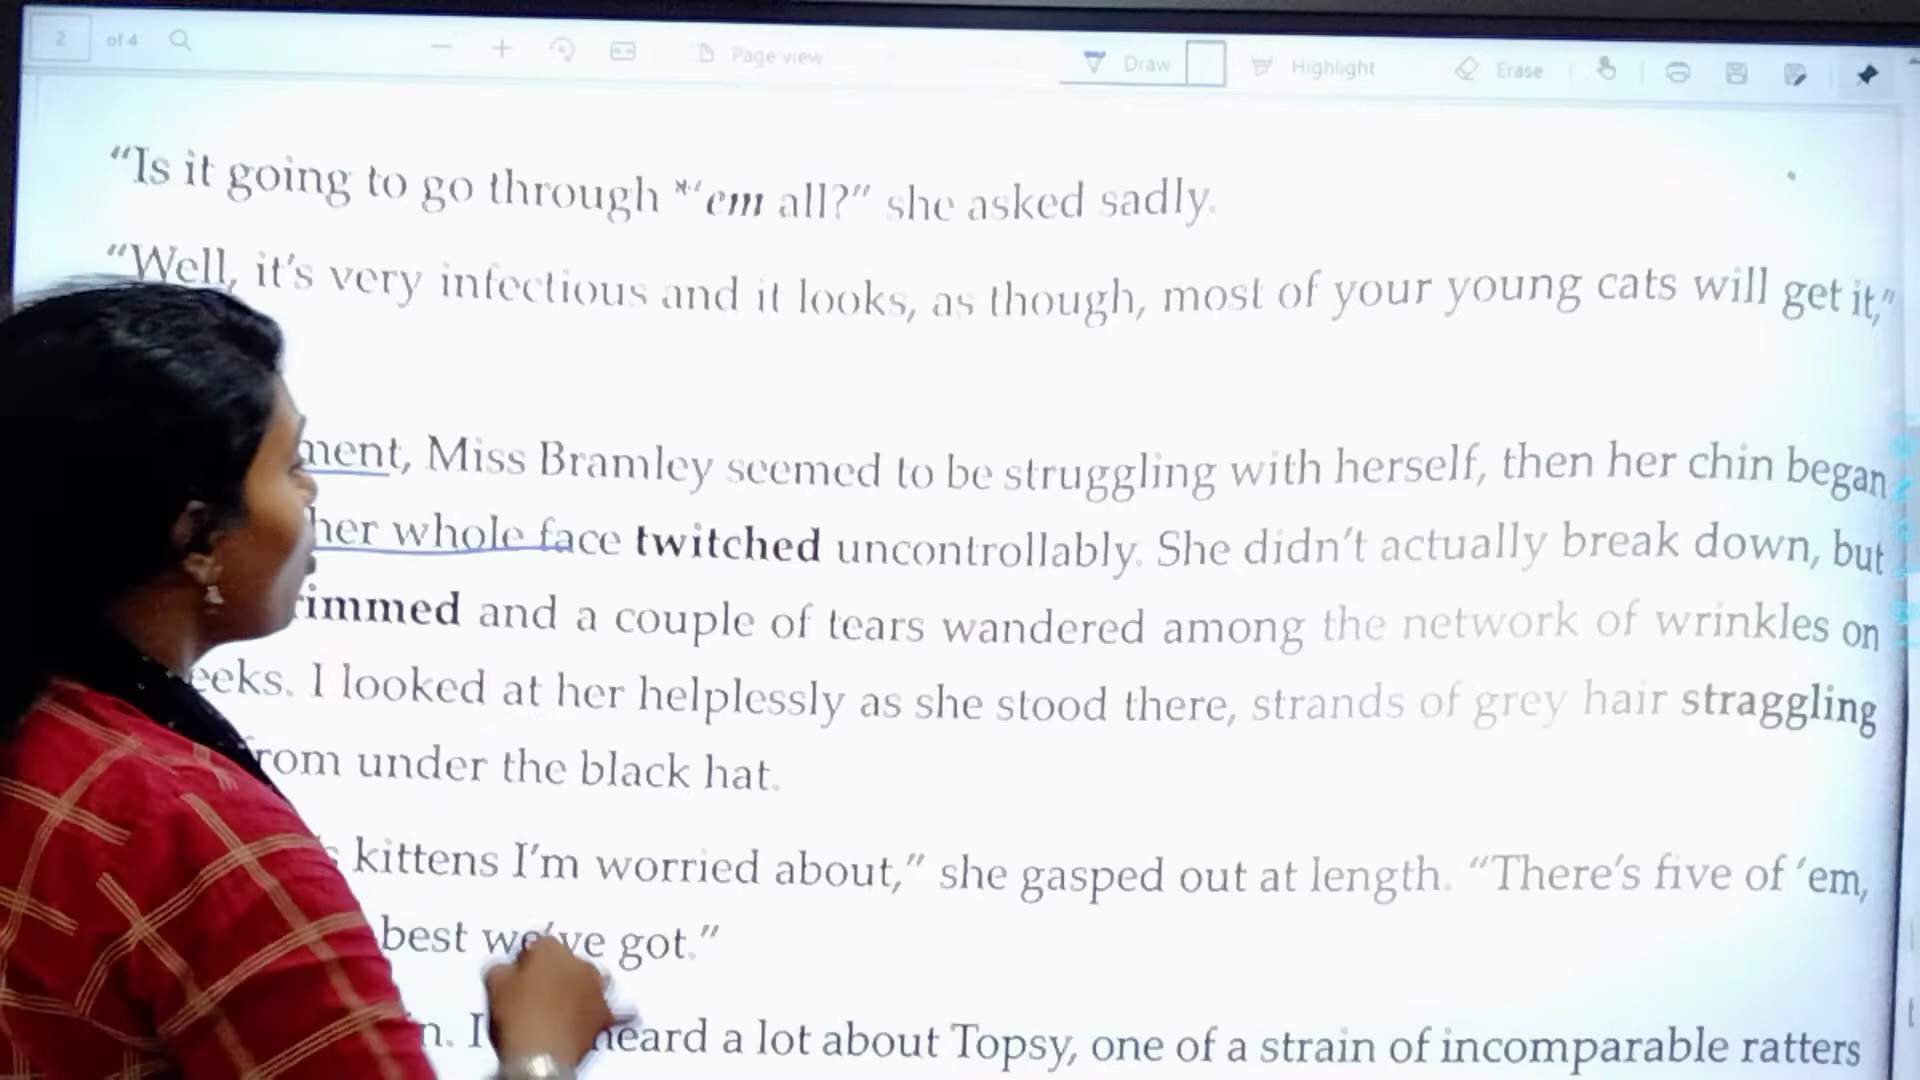 2 of 4 Page view Draw Highlight Erase
“Is it going to go through *‘em all?” she asked sadly.
“Well, it’s very infectious and it looks, as though, most of your young cats will get it,”
ment, Miss Bramley seemed to be struggling with herself, then her chin began
her whole face twitched uncontrollably. She didn’t actually break down, but
rimmed and a couple of tears wandered among the network of wrinkles on
eeks. I looked at her helplessly as she stood there, strands of grey hair straggling
rom under the black hat.
kittens I’m worried about,” she gasped out at length. “There’s five of ‘em,
best we’ve got.”
n. I heard a lot about Topsy, one of a strain of incomparable ratters